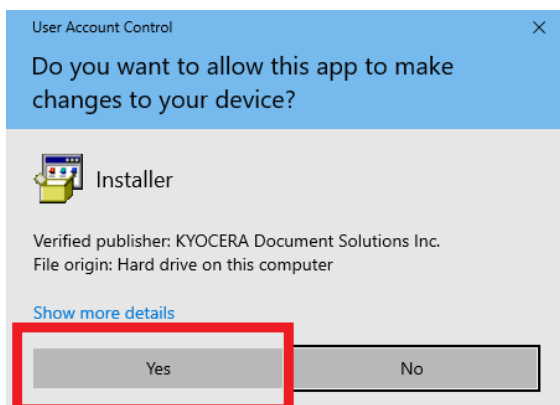 User Account Control
Do you want to allow this app to make
changes to your device?
Installer
Verified publisher: KYOCERA Document Solutions Inc.
File origin: Hard drive on this computer
Show more details
Yes
No